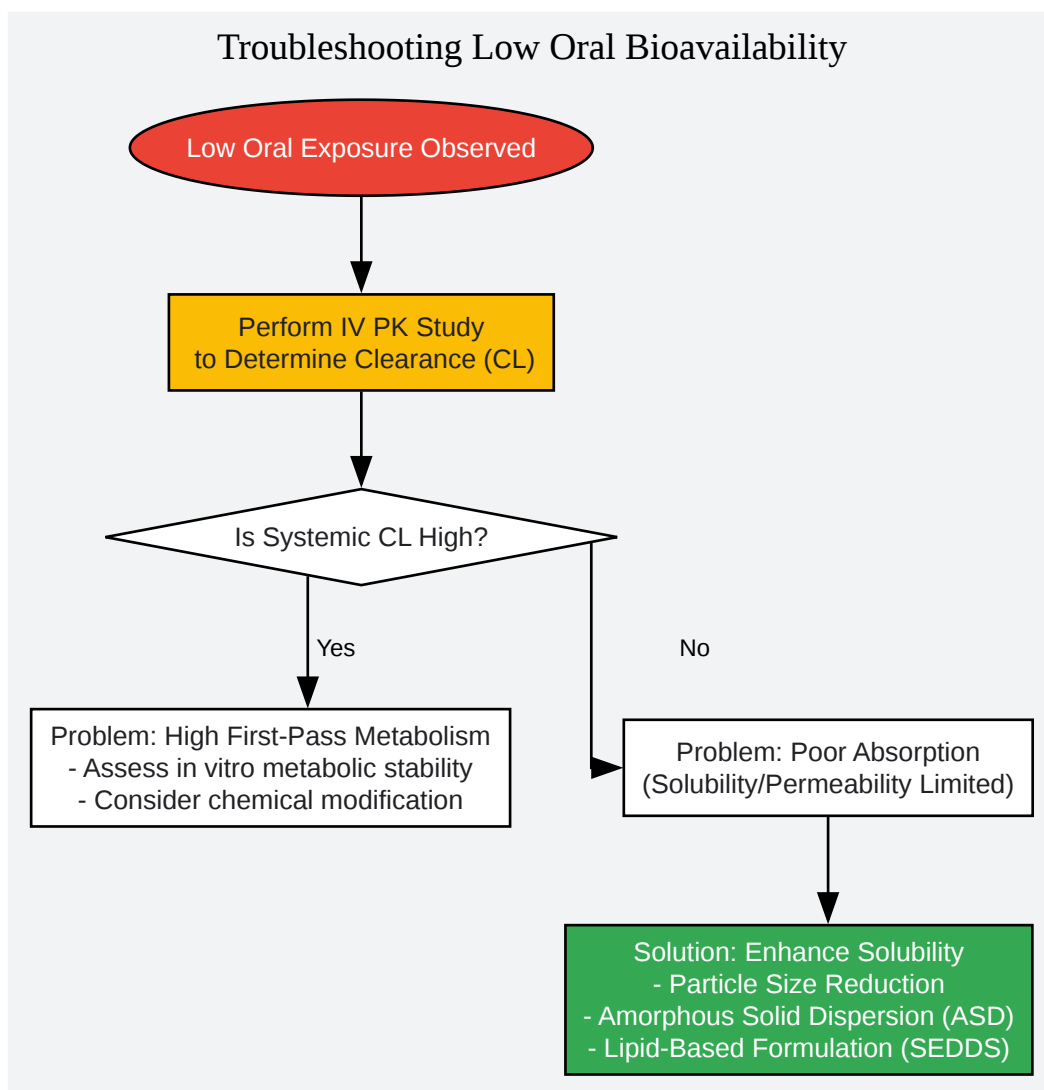 Troubleshooting Low Oral Bioavailability
Low Oral Exposure Observed
Perform IV PK Study
to Determine Clearance (CL)
Is Systemic CL High?
Yes
No
Problem: High First-Pass Metabolism
- Assess in vitro metabolic stability
- Consider chemical modification
Problem: Poor Absorption
(Solubility/Permeability Limited)
Solution: Enhance Solubility
- Particle Size Reduction
- Amorphous Solid Dispersion (ASD)
- Lipid-Based Formulation (SEDDS)